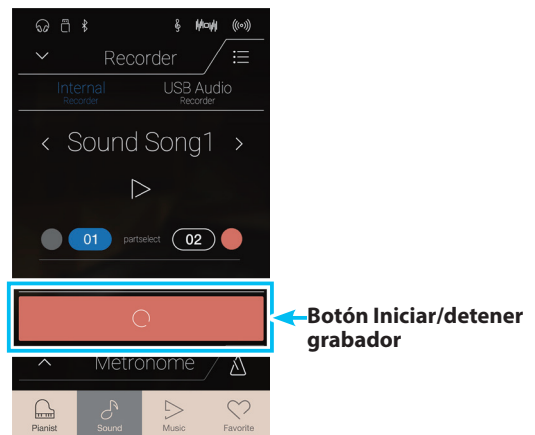 Recorder
Internal
Recorder
USB Audio
Recorder
Sound Song1
01
partselect
02
Botón Iniciar/detener
grabador
Metronome
Pianist
Sound
Music
Favorite